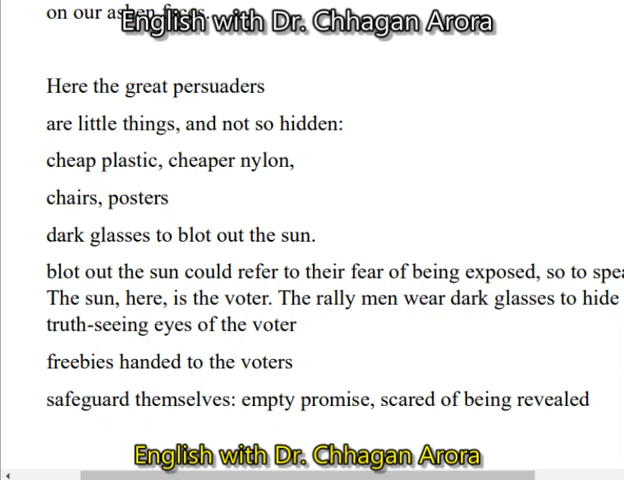 on our ashen faces.
English with Dr. Chhagan Arora
Here the great persuaders
are little things, and not so hidden:
cheap plastic, cheaper nylon,
chairs, posters
dark glasses to blot out the sun.
blot out the sun could refer to their fear of being exposed, so to
The sun, here, is the voter. The rally men wear dark glasses to hide
truth-seeing eyes of the voter
freebies handed to the voters
safeguard themselves: empty promise, scared of being revealed
English with Dr. Chhagan Arora